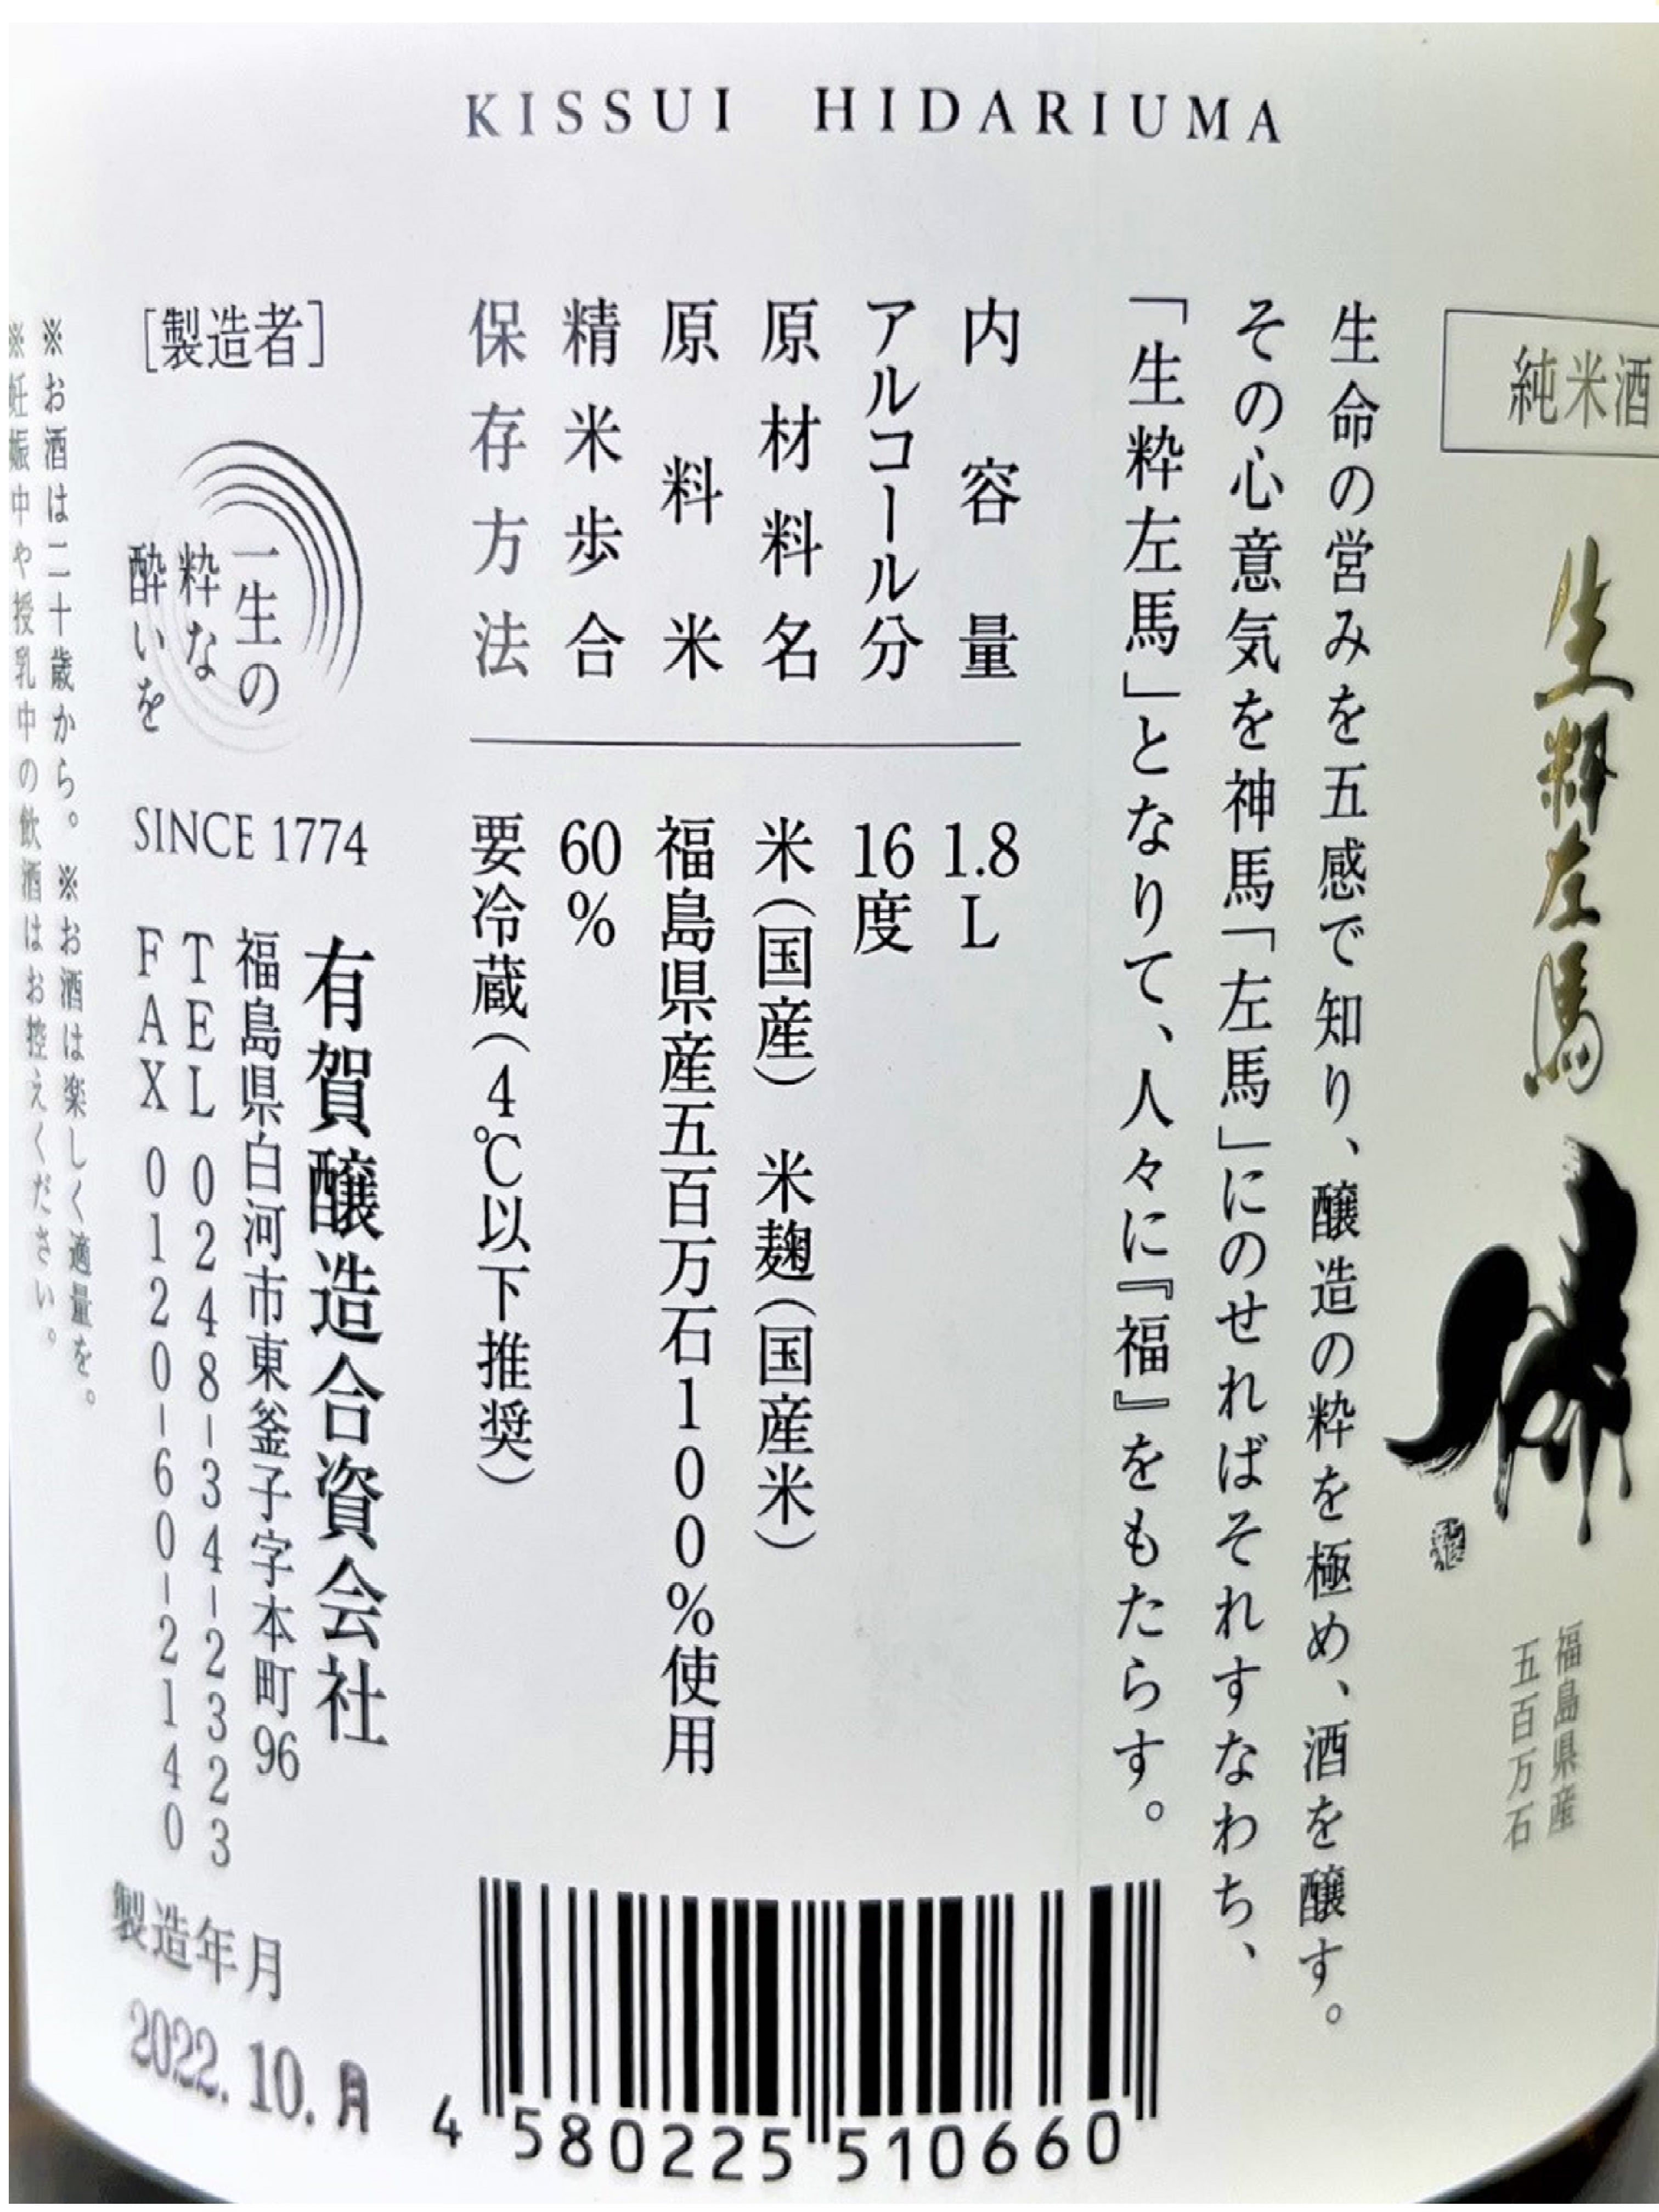 KISSUI HIDARIUMA
純米酒
生粋左馬
福島県産
五百万石
生命の営みを五感で知り、醸造の粋を極め、酒を醸す。
その心意気を神馬「左馬」にのせればそれすなわち、
「生粋左馬」となりて、人々に『福』をもたらす。
内容量 1.8L
アルコール分 16度
原材料名 米(国産) 米麹(国産米)
原料米 福島県産五百万石100%使用
精米歩合 60%
保存方法 要冷蔵(4℃以下推奨)
[製造者]
一生の
粋な
酔いを
SINCE 1774
有賀醸造合資会社
福島県白河市東釜子字本町96
TEL 0248-34-2323
FAX 0120-60-2140
※お酒は二十歳から。※お酒は楽しく適量を。
※妊娠中や授乳中の飲酒はお控えください。
製造年月
2022.10.月
4 580225 510660